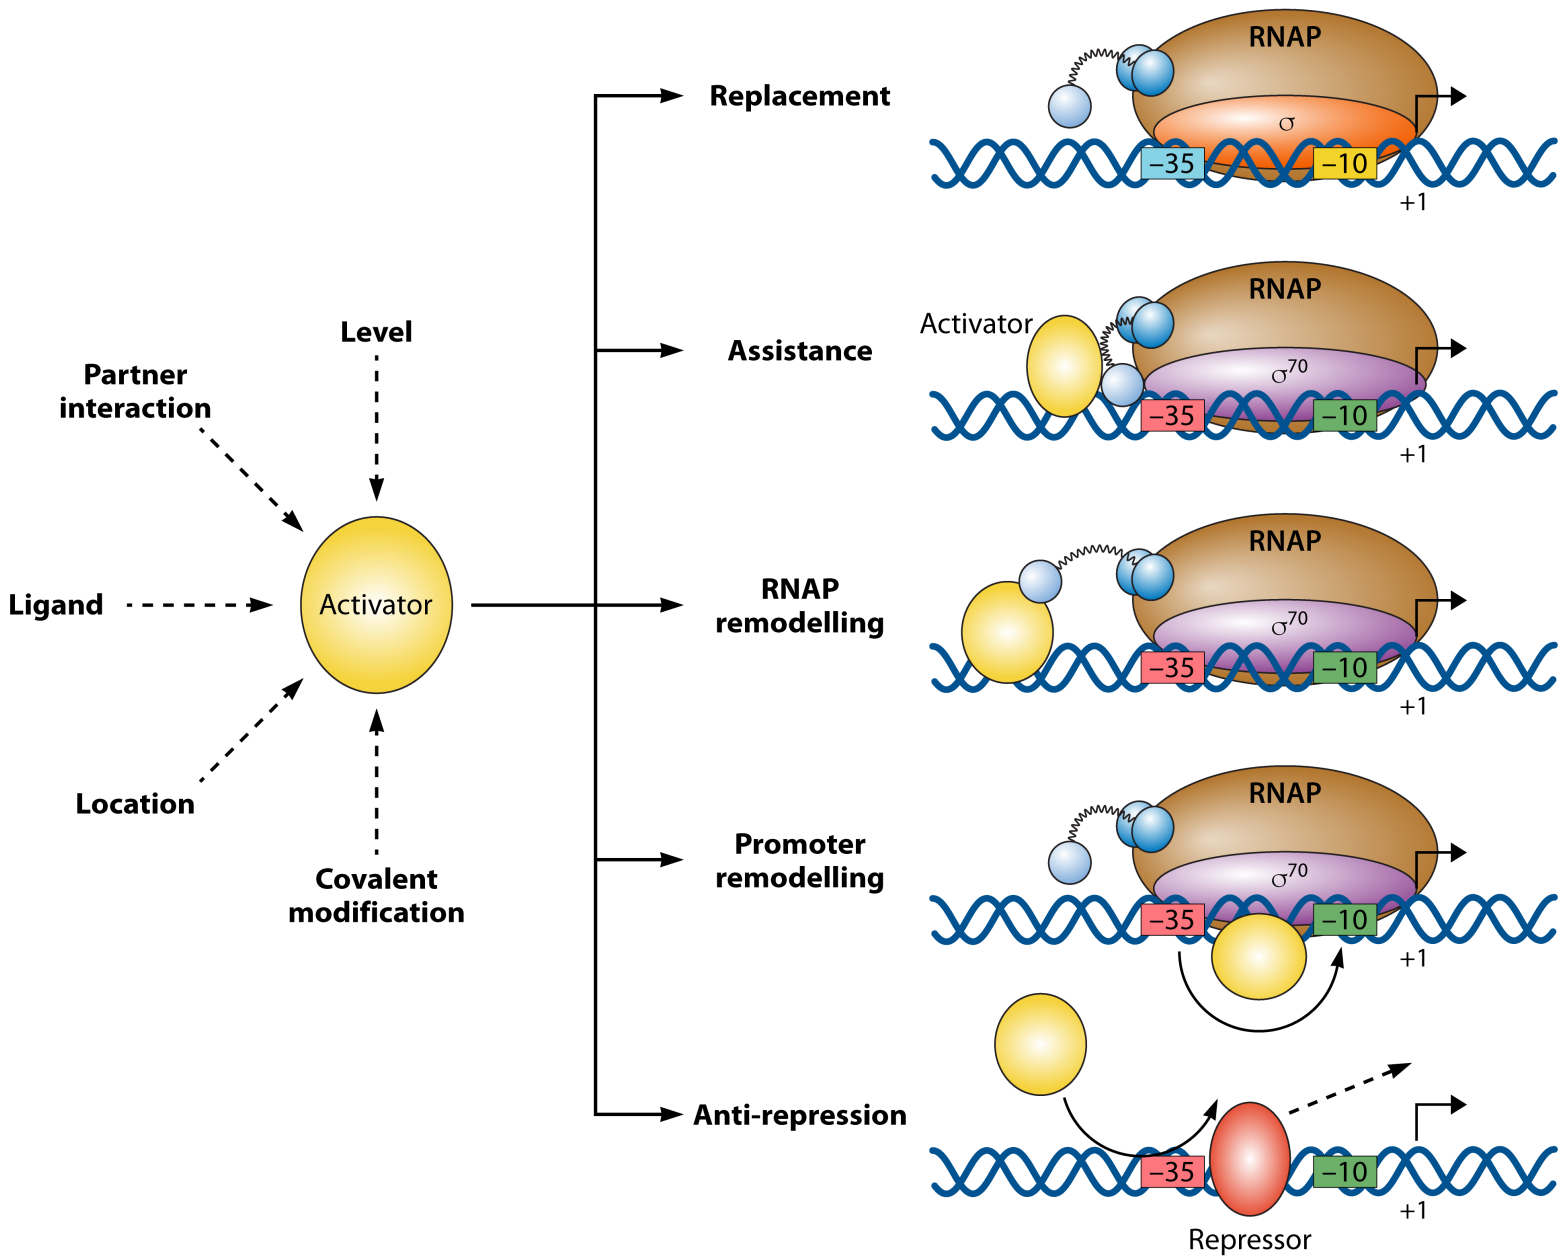 Level
Partner
interaction
Ligand
Activator
Location
Covalent
modification
Replacement
RNAP
σ
–35
–10
+1
Assistance
Activator
RNAP
σ70
–35
–10
+1
RNAP
remodelling
RNAP
σ70
–35
–10
+1
Promoter
remodelling
RNAP
σ70
–35
–10
+1
Anti-repression
–35
–10
+1
Repressor